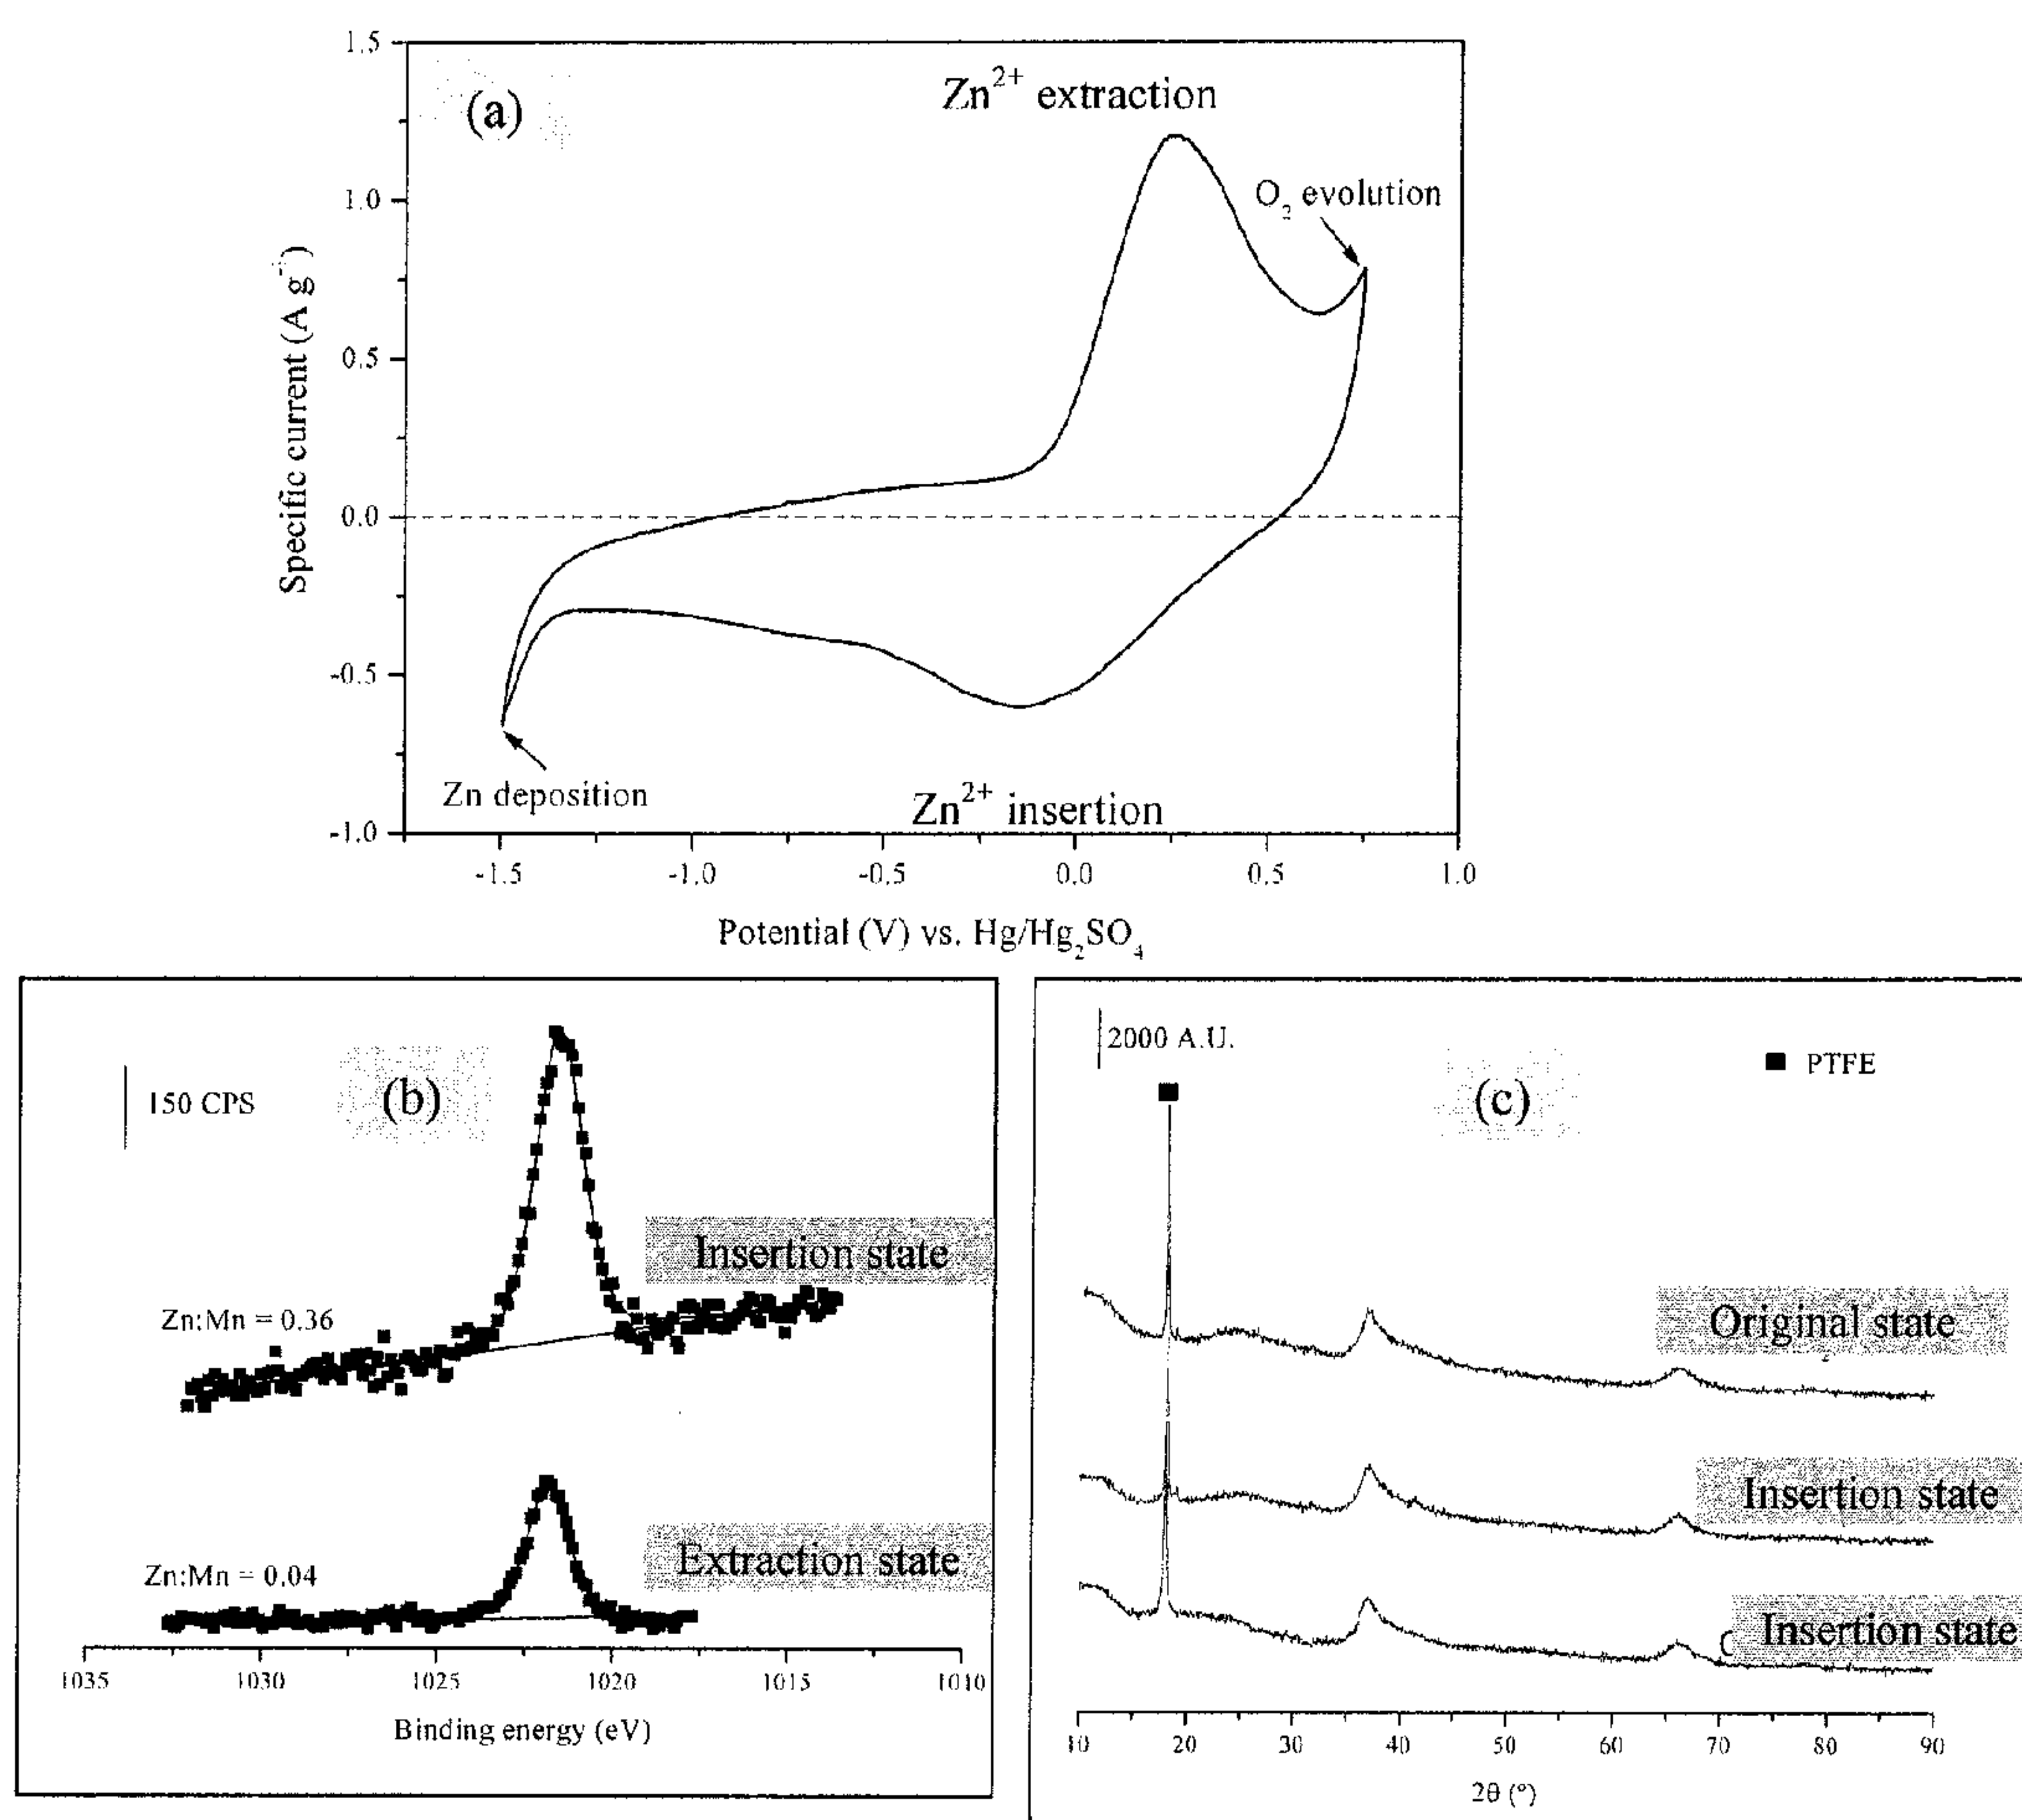 (a)
Zn²⁺ extraction
O₂ evolution
Zn deposition
Zn²⁺ insertion
1.5
1.0
0.5
0.0
-0.5
-1.0
Specific current (A g⁻¹)
-1.5 -1.0 -0.5 0.0 0.5 1.0
Potential (V) vs. Hg/Hg₂SO₄
150 CPS
(b)
Insertion state
Zn:Mn = 0.36
Extraction state
Zn:Mn = 0.04
1035 1030 1025 1020 1015 1010
Binding energy (eV)
2000 A.U.
■ PTFE
(c)
Original state
Insertion state
Insertion state
10 20 30 40 50 60 70 80 90
2θ (°)